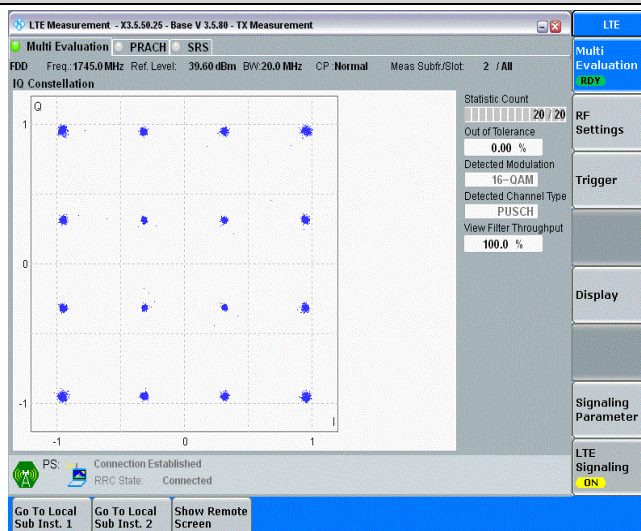 LTE Measurement - X3.5.50.25 - Base V 3.5.80 - TX Measurement
LTE
Multi Evaluation PRACH SRS
FDD Freq.:1745.0 MHz Ref. Level: 39.60 dBm BW:20.0 MHz CP :Normal Meas Subfr./Slot: 2 / All
IQ Constellation
Q
1
0
-1
-1 0 1
I
Statistic Count
20 / 20
Out of Tolerance
0.00 %
Detected Modulation
16-QAM
Detected Channel Type
PUSCH
View Filter Throughput
100.0 %
Multi
Evaluation
RDY
RF
Settings
Trigger
Display
Signaling
Parameter
LTE
Signaling
ON
PS: Connection Established
RRC State: Connected
Go To Local
Sub Inst. 1
Go To Local
Sub Inst. 2
Show Remote
Screen